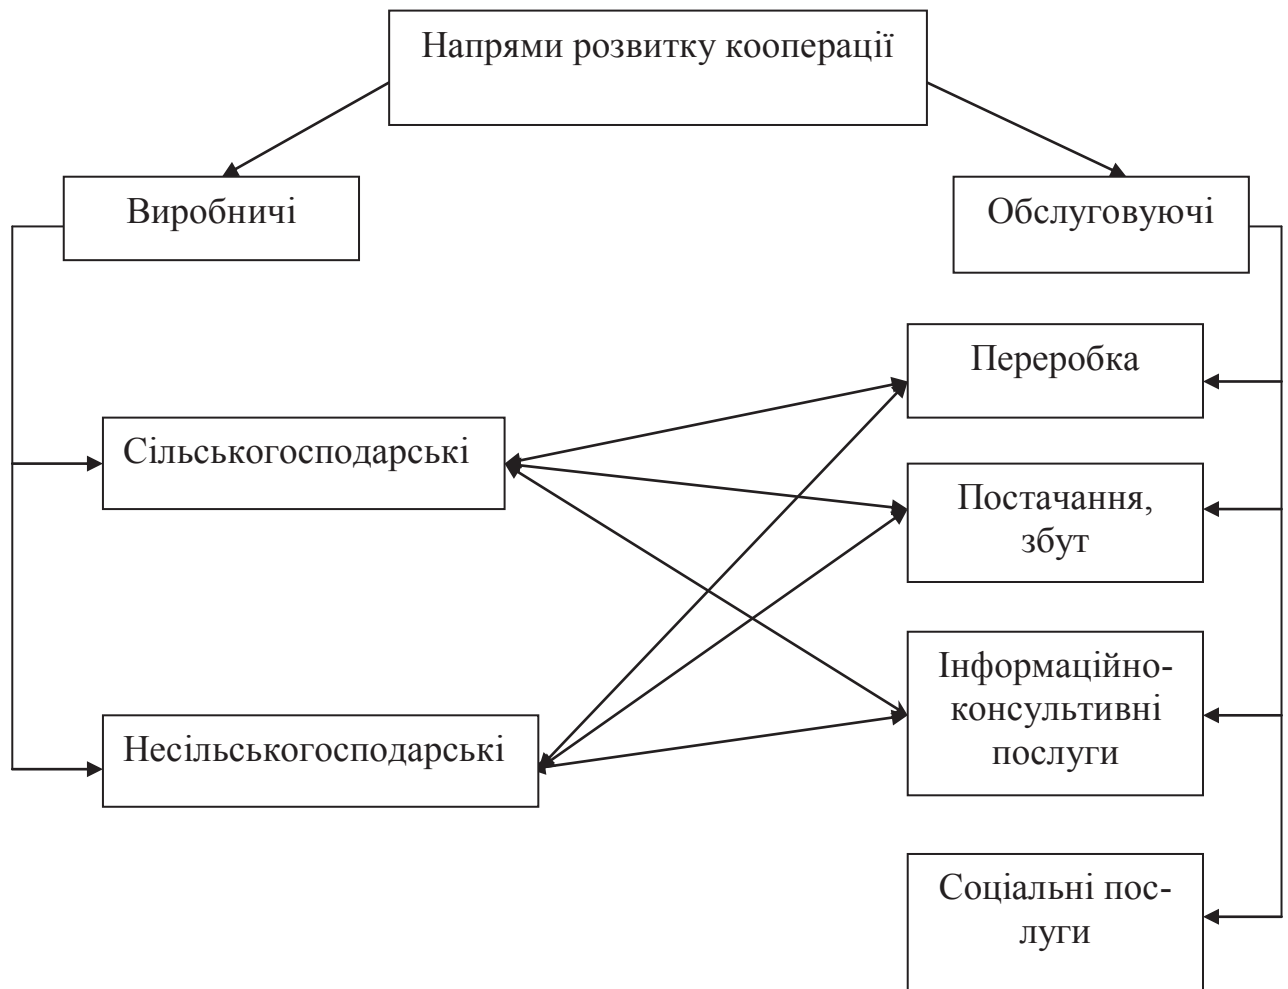 Напрями розвитку кооперації
Виробничі
Обслуговуючі
Переробка
Сільськогосподарські
Постачання,
збут
Інформаційно-
консультивні
послуги
Несільськогосподарські
Соціальні пос-
луги